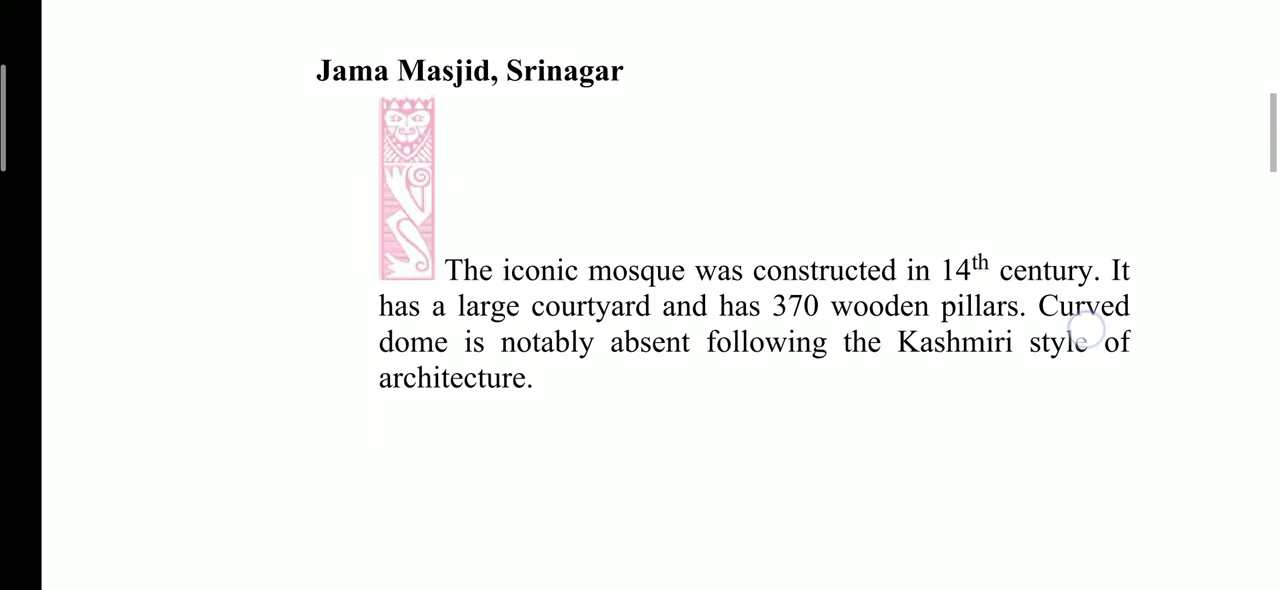 Jama Masjid, Srinagar
The iconic mosque was constructed in 14th century. It
has a large courtyard and has 370 wooden pillars. Curved
dome is notably absent following the Kashmiri style of
architecture.